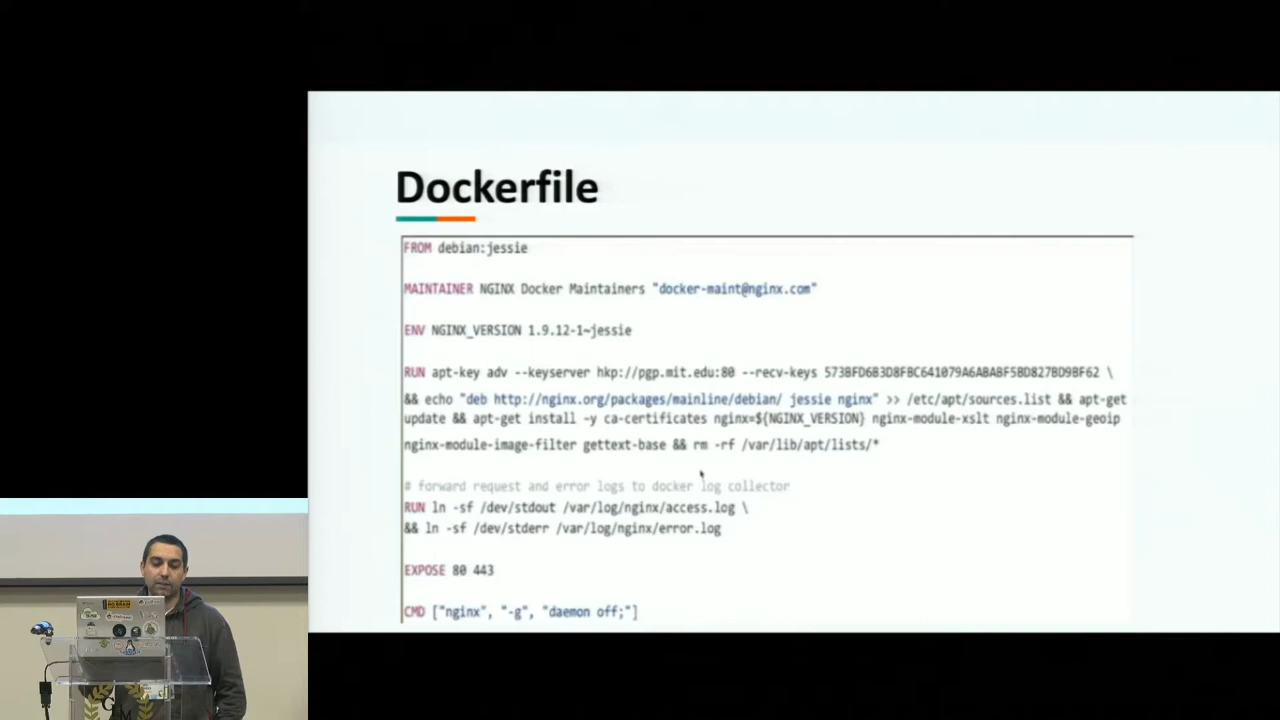 Dockerfile
FROM debian:jessie
MAINTAINER NGINX Docker Maintainers "docker-maint@nginx.com"
ENV NGINX_VERSION 1.9.12-1~jessie
RUN apt-key adv --keyserver hkp://pgp.mit.edu:80 --recv-keys 573BFD6B3D8FBC641079A6ABABF5BD827BD9BF62 \
&& echo "deb http://nginx.org/packages/mainline/debian/ jessie nginx" >> /etc/apt/sources.list && apt-get
update && apt-get install -y ca-certificates nginx=${NGINX_VERSION} nginx-module-xslt nginx-module-geoip
nginx-module-image-filter gettext-base && rm -rf /var/lib/apt/lists/*
# forward request and error logs to docker log collector
RUN ln -sf /dev/stdout /var/log/nginx/access.log \
&& ln -sf /dev/stderr /var/log/nginx/error.log
EXPOSE 80 443
CMD ["nginx", "-g", "daemon off;"]